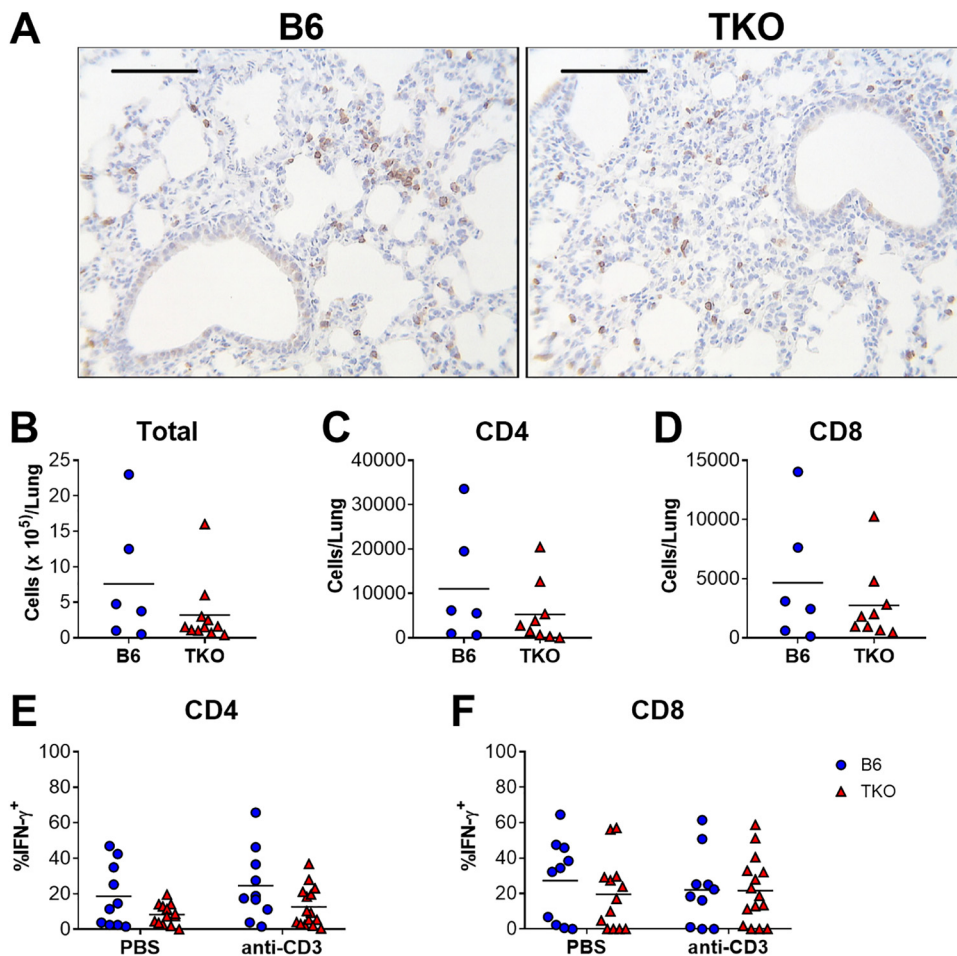 A
B6
TKO
B
Total
Cells (x 10⁵)/Lung
25
20
15
10
5
0
B6
TKO
C
CD4
Cells/Lung
40000
30000
20000
10000
0
B6
TKO
D
CD8
Cells/Lung
15000
10000
5000
0
B6
TKO
E
CD4
%IFN-γ⁺
100
80
60
40
20
0
PBS
anti-CD3
F
CD8
%IFN-γ⁺
100
80
60
40
20
0
PBS
anti-CD3
B6
TKO